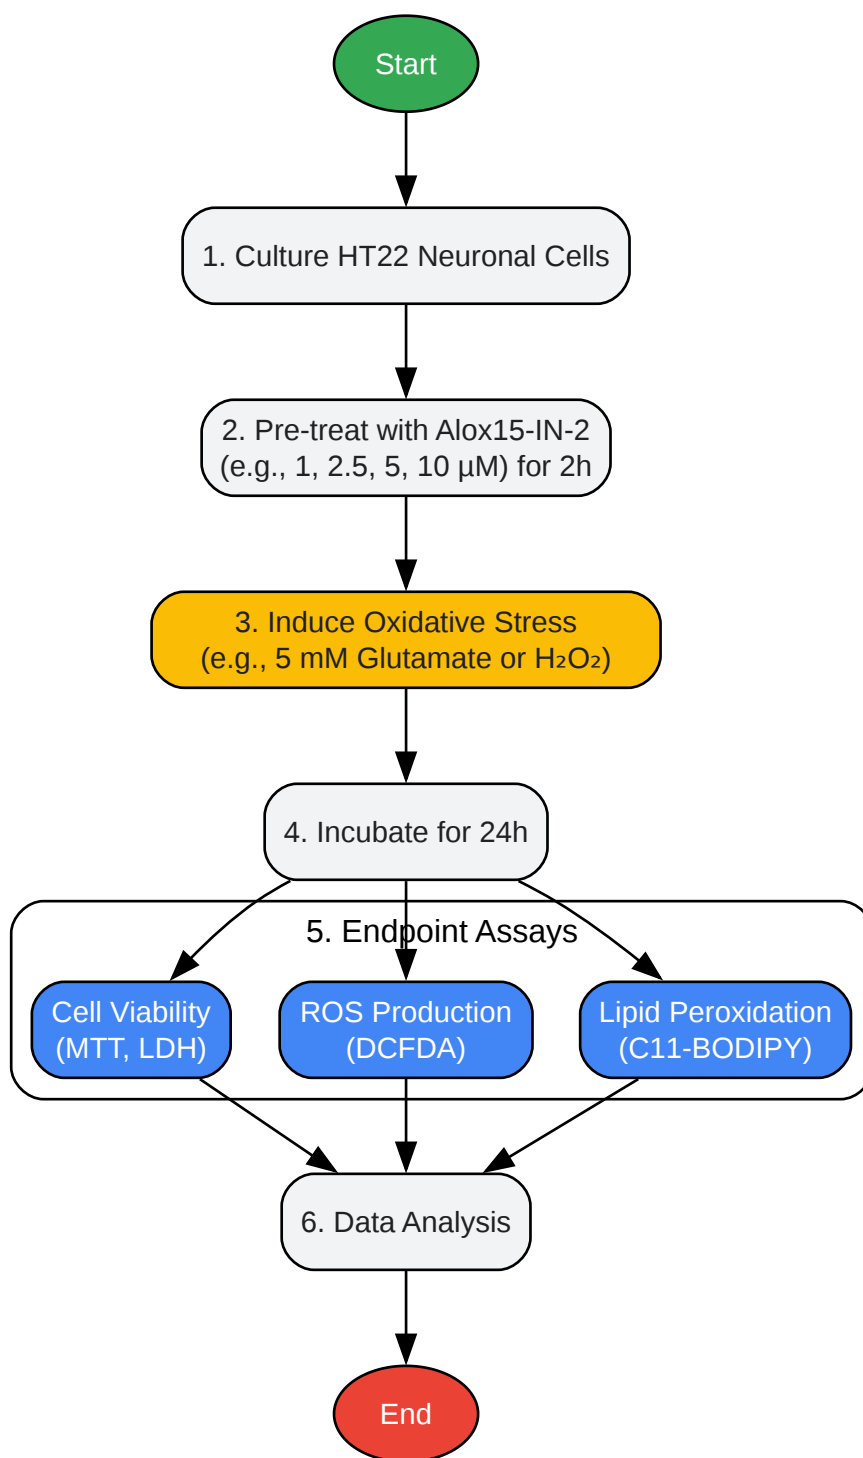 Start
1. Culture HT22 Neuronal Cells
2. Pre-treat with Alox15-IN-2
(e.g., 1, 2.5, 5, 10 µM) for 2h
3. Induce Oxidative Stress
(e.g., 5 mM Glutamate or H₂O₂)
4. Incubate for 24h
5. Endpoint Assays
Cell Viability
(MTT, LDH)
ROS Production
(DCFDA)
Lipid Peroxidation
(C11-BODIPY)
6. Data Analysis
End